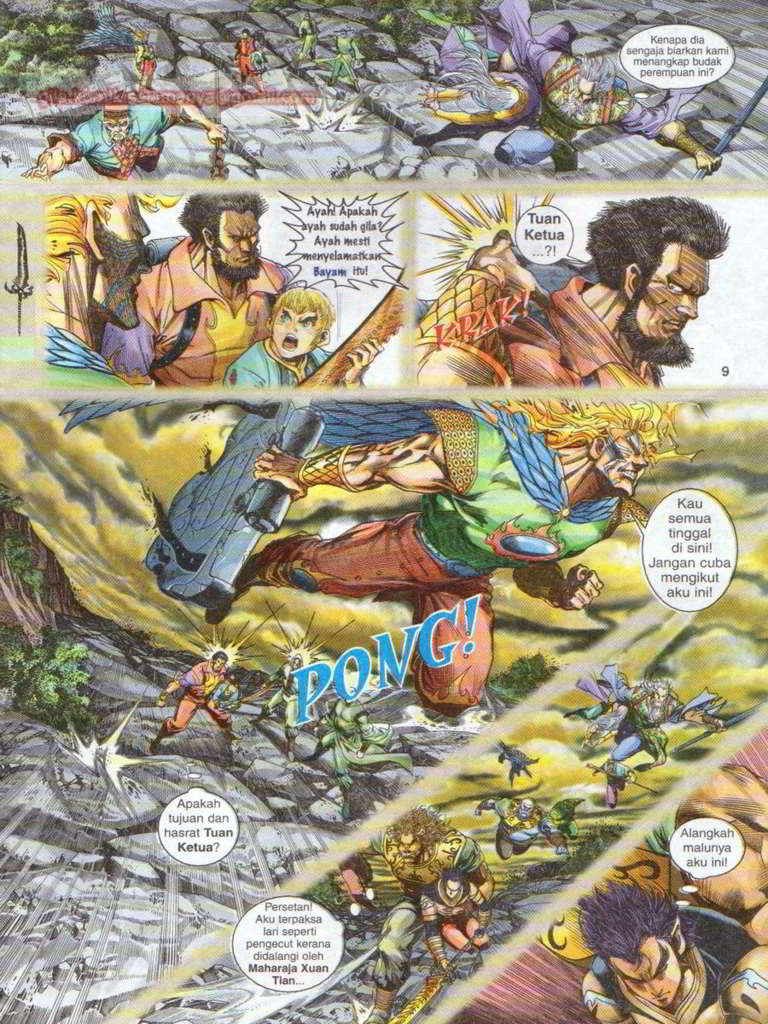 Kenapa dia
sengaja biarkan kami
menangkap budak
perempuan ini?
Ayah! Apakah
ayah sudah gila?
Ayah mesti
menyelamatkan
Bayam itu!
Tuan
Ketua
...?!
KRAK!
9
Kau
semua
tinggal
di sini!
Jangan cuba
mengikut
aku ini!
PONG!
Apakah
tujuan dan
hasrat Tuan
Ketua?
Alangkah
malunya
aku ini!
Persetan!
Aku terpaksa
lari seperti
pengecut kerana
didalangi oleh
Maharaja Xuan
Tian...